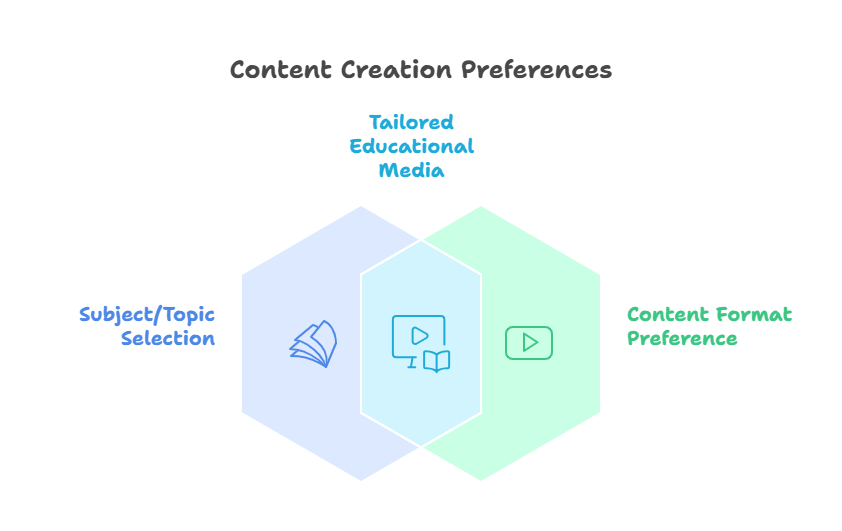 Content Creation Preferences
Tailored
Educational
Media
Subject/Topic
Selection
Content Format
Preference